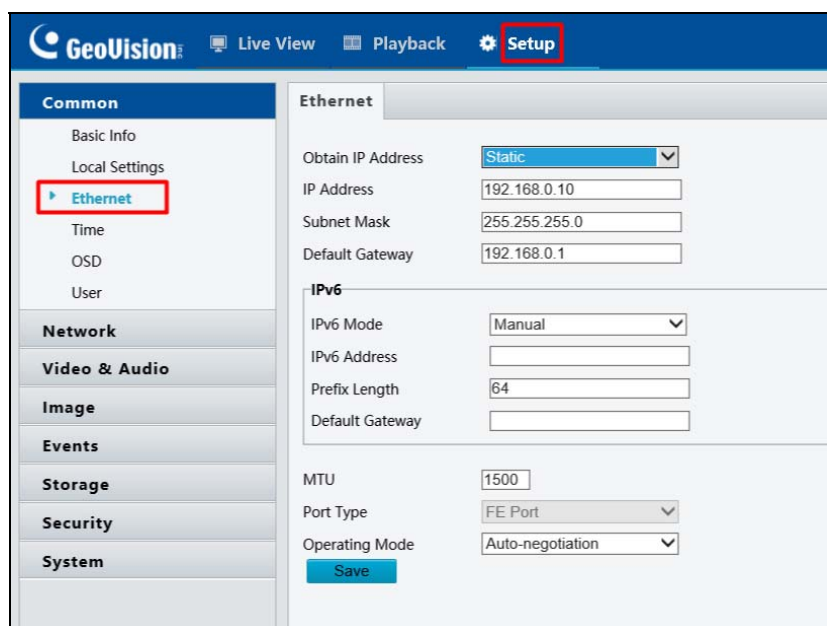 GeoVision Live View Playback Setup
Common
Basic Info
Local Settings
Ethernet
Time
OSD
User
Network
Video & Audio
Image
Events
Storage
Security
System
Ethernet
Obtain IP Address Static
IP Address 192.168.0.10
Subnet Mask 255.255.255.0
Default Gateway 192.168.0.1
IPv6
IPv6 Mode Manual
IPv6 Address
Prefix Length 64
Default Gateway
MTU 1500
Port Type FE Port
Operating Mode Auto-negotiation
Save